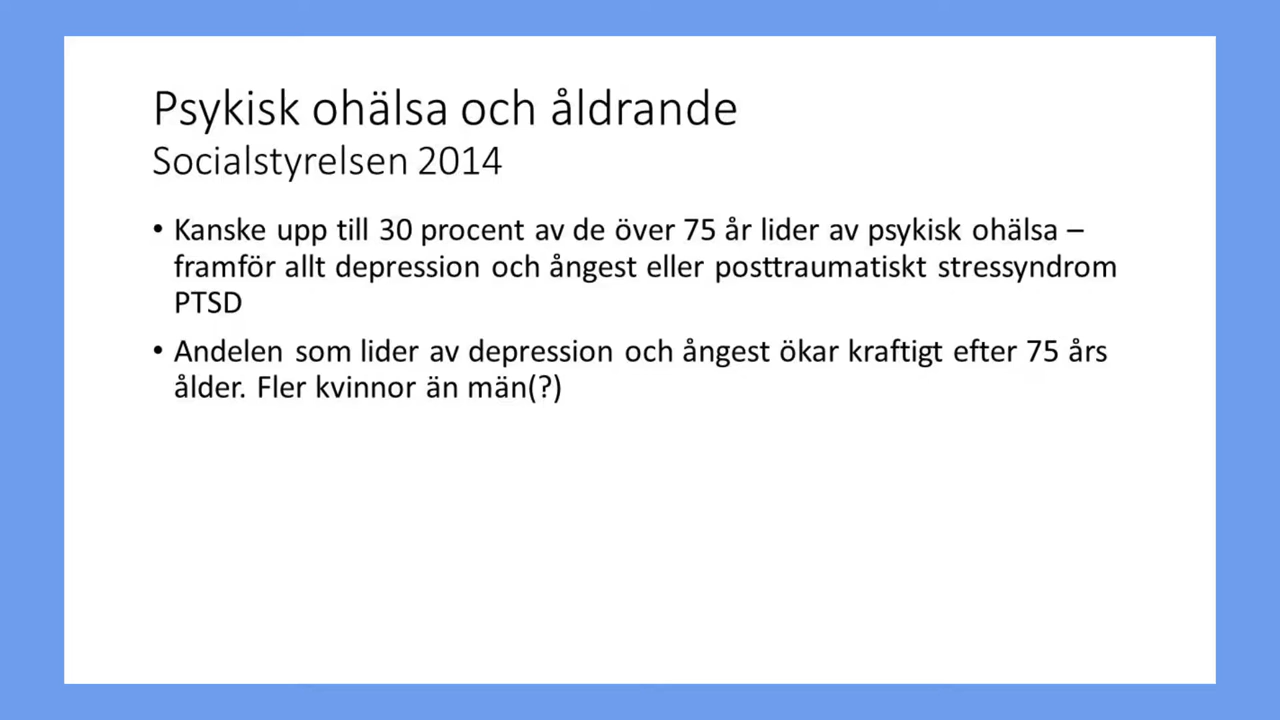 Psykisk ohälsa och åldrande
Socialstyrelsen 2014
• Kanske upp till 30 procent av de över 75 år lider av psykisk ohälsa –
framför allt depression och ångest eller posttraumatiskt stressyndrom
PTSD
• Andelen som lider av depression och ångest ökar kraftigt efter 75 års
ålder. Fler kvinnor än män(?)